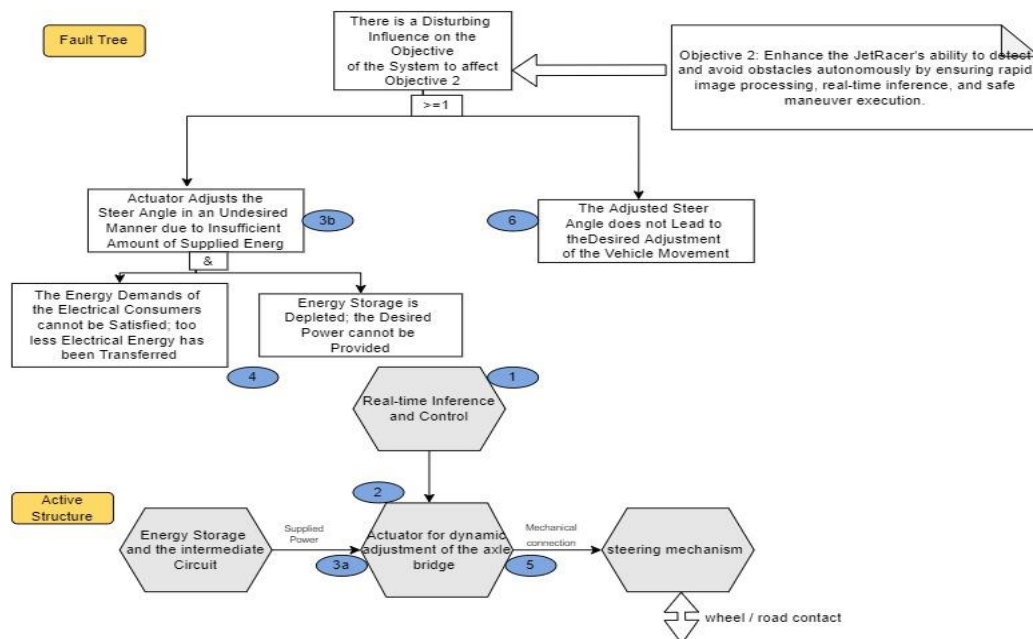 Fault Tree
There is a Disturbing
Influence on the
Objective
of the System to affect
Objective 2
Objective 2: Enhance the JetRacer's ability to detect
and avoid obstacles autonomously by ensuring rapid
image processing, real-time inference, and safe
maneuver execution.
>=1
Actuator Adjusts the
Steer Angle in an Undesired
Manner due to Insufficient
Amount of Supplied Energ
3b
6
The Adjusted Steer
Angle does not Lead to
theDesired Adjustment
of the Vehicle Movement
&
The Energy Demands of
the Electrical Consumers
cannot be Satisfied; too
less Electrical Energy has
been Transferred
Energy Storage is
Depleted; the Desired
Power cannot be
Provided
4
1
Real-time Inference
and Control
Active
Structure
2
Energy Storage
and the intermediate
Circuit
Supplied
Power
3a
Actuator for dynamic
adjustment of the axle
bridge
Mechanical
connection
5
steering mechanism
wheel / road contact